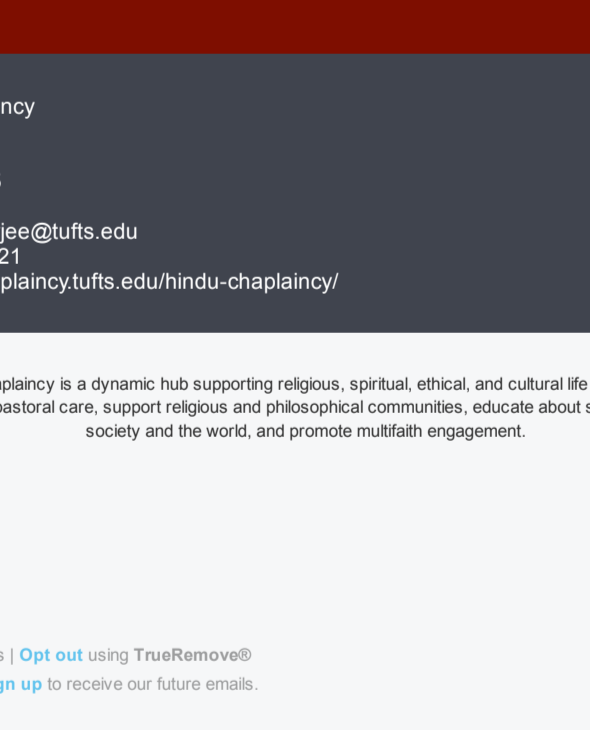 ncy
jee@tufts.edu
21
plaincy.tufts.edu/hindu-chaplaincy/
plaincy is a dynamic hub supporting religious, spiritual, ethical, and cultural life
pastoral care, support religious and philosophical communities, educate about s
society and the world, and promote multifaith engagement.
s | Opt out using TrueRemove®
gn up to receive our future emails.